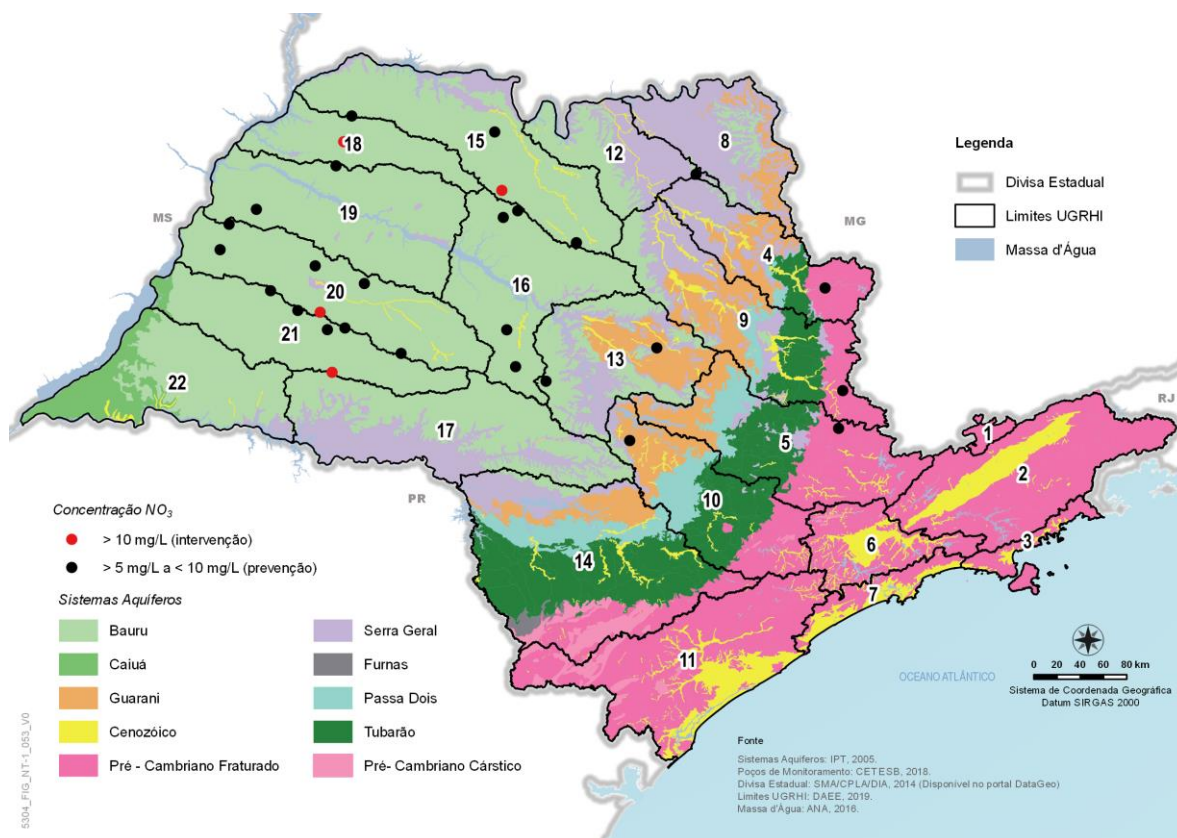 18
15
12
8
MS
19
MG
4
16
20
9
21
13
22
17
5
RJ
1
2
PR
10
3
6
14
7
11
OCEANO ATLÂNTICO
Legenda
Divisa Estadual
Limites UGRHI
Massa d'Água
Concentração NO3
> 10 mg/L (intervenção)
> 5 mg/L a < 10 mg/L (prevenção)
Sistemas Aquíferos
Bauru
Caiuá
Guarani
Cenozóico
Pré - Cambriano Fraturado
Serra Geral
Furnas
Passa Dois
Tubarão
Pré- Cambriano Cárstico
0 20 40 60 80 km
Sistema de Coordenada Geográfica
Datum SIRGAS 2000
Fonte
Sistemas Aquíferos: IPT, 2005.
Poços de Monitoramento: CETESB, 2018.
Divisa Estadual: SMA/CPLA/DIA, 2014 (Disponível no portal DataGeo)
Limites UGRHI: DAEE, 2019.
Massa d'Água: ANA, 2016.
5304_FIG_NT-1_053_V0